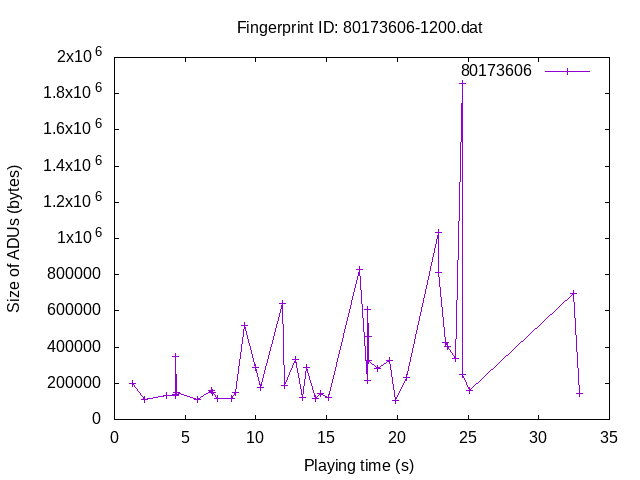 Fingerprint ID: 80173606-1200.dat
80173606
Size of ADUs (bytes)
2x10^6
1.8x10^6
1.6x10^6
1.4x10^6
1.2x10^6
1x10^6
800000
600000
400000
200000
0
0 5 10 15 20 25 30 35
Playing time (s)